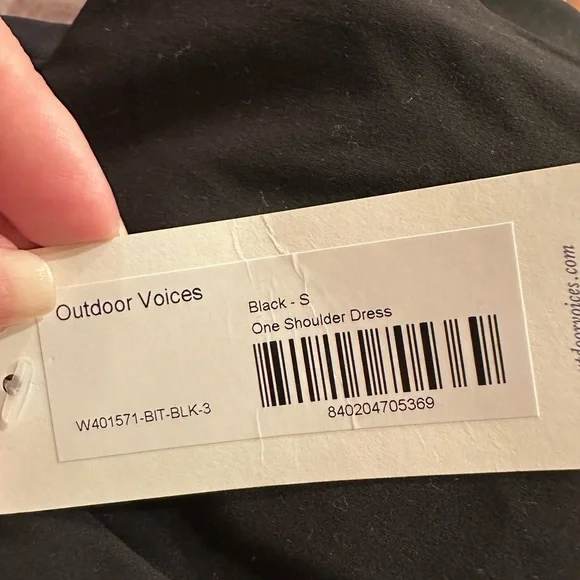 Outdoor Voices
Black - S
One Shoulder Dress
840204705369
W401571-BIT-BLK-3